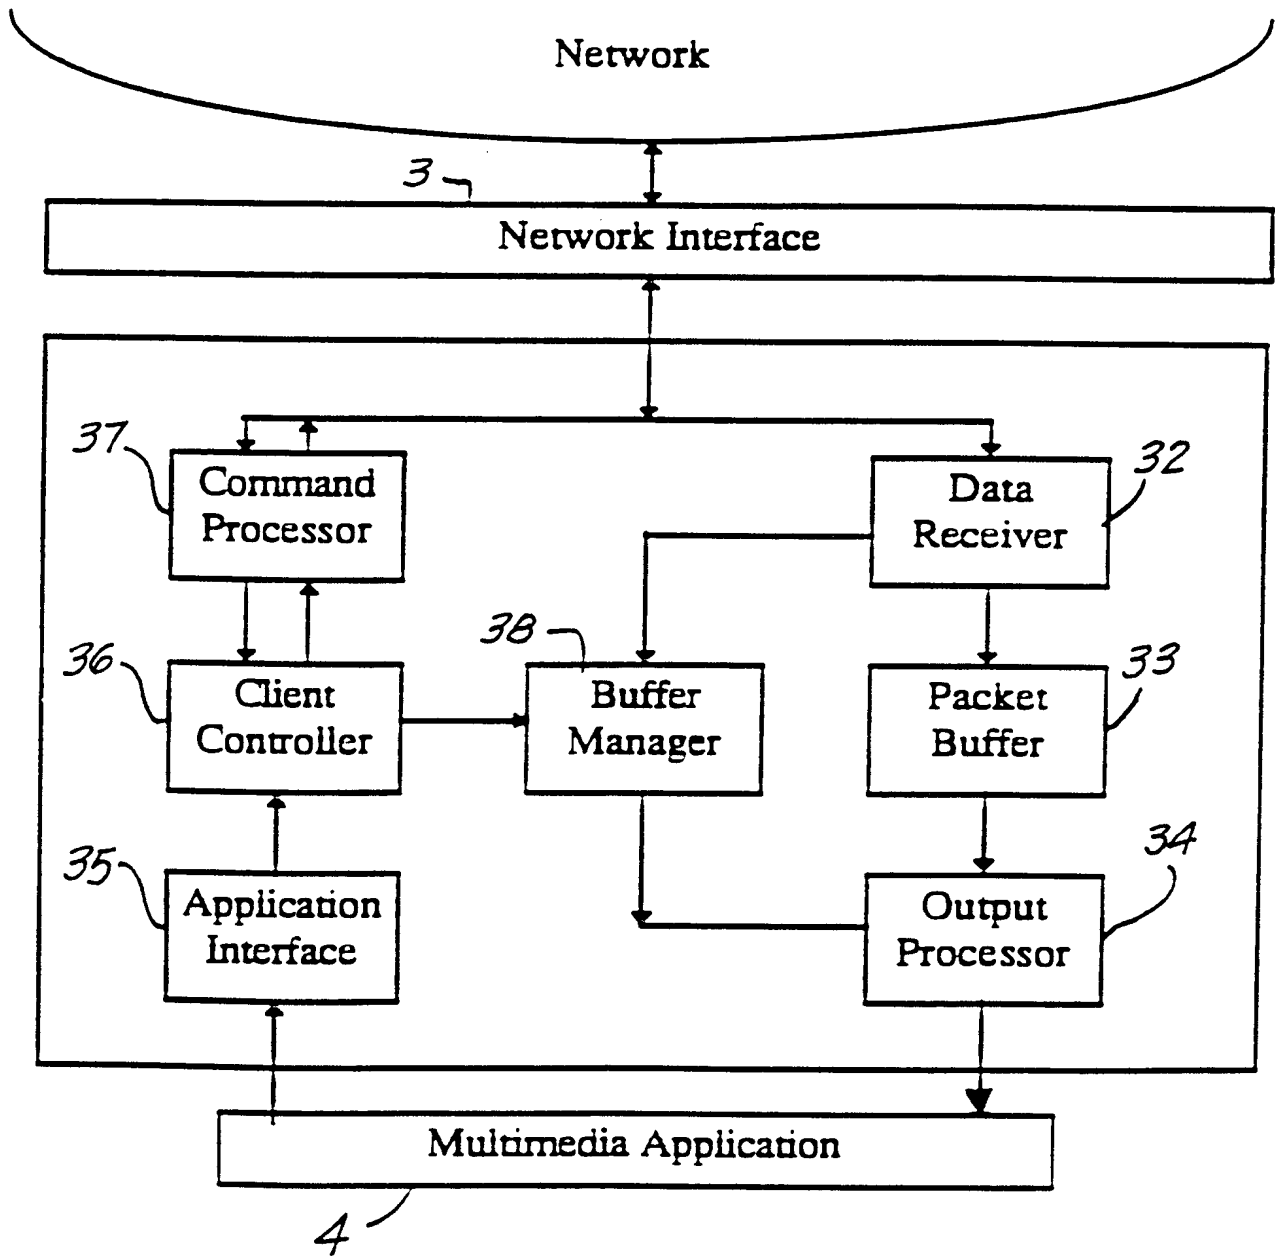 Network
3
Network Interface
37
Command
Processor
32
Data
Receiver
36
Client
Controller
38
Buffer
Manager
33
Packet
Buffer
35
Application
Interface
34
Output
Processor
Multimedia Application
4